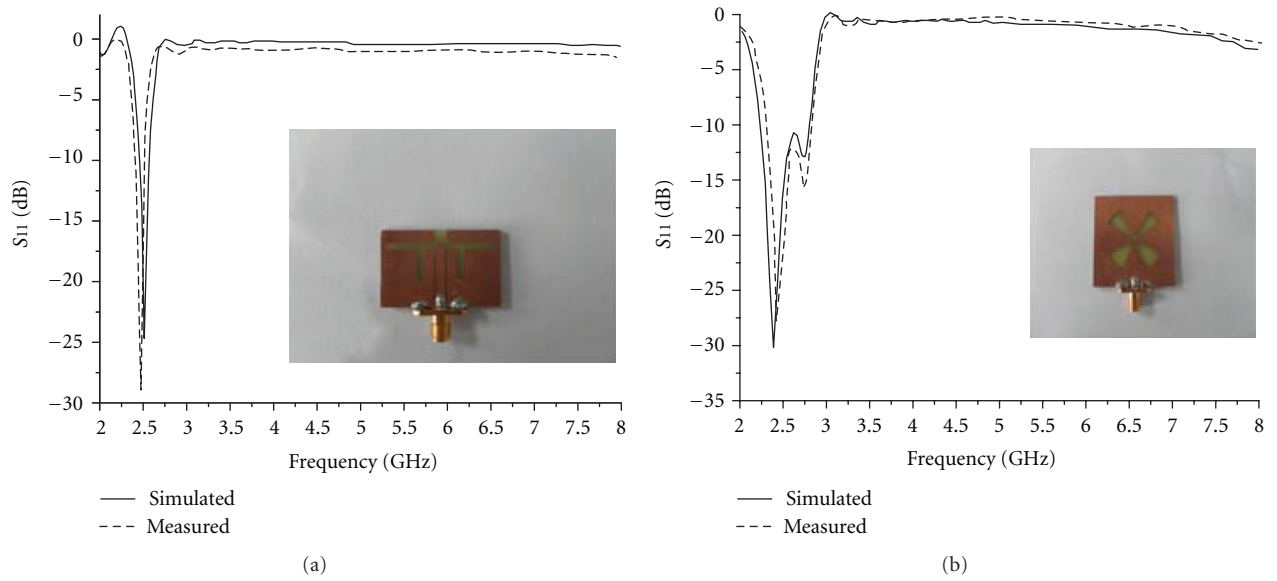 0
−5
−10
−15
−20
−25
−30
S11 (dB)
2 2.5 3 3.5 4 4.5 5 5.5 6 6.5 7 7.5 8
Frequency (GHz)
Simulated
Measured
(a)
0
−5
−10
−15
−20
−25
−30
−35
S11 (dB)
2 2.5 3 3.5 4 4.5 5 5.5 6 6.5 7 7.5 8
Frequency (GHz)
Simulated
Measured
(b)